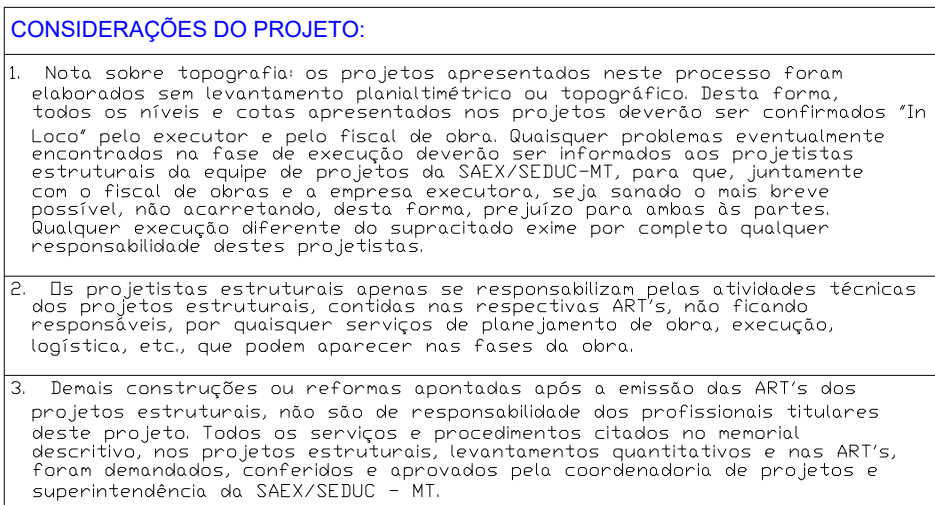 CONSIDERAÇÕES DO PROJETO:
1. Nota sobre topografia: os projetos apresentados neste processo foram
elaborados sem levantamento planialtimétrico ou topográfico. Desta forma,
todos os níveis e cotas apresentados nos projetos deverão ser confirmados "In
Loco" pelo executor e pelo fiscal de obra. Quaisquer problemas eventualmente
encontrados na fase de execução deverão ser informados aos projetistas
estruturais da equipe de projetos da SAEX/SEDUC-MT, para que, juntamente
com o fiscal de obras e a empresa executora, seja sanado o mais breve
possível, não acarretando, desta forma, prejuízo para ambas às partes.
Qualquer execução diferente do supracitado exime por completo qualquer
responsabilidade destes projetistas.
2. Os projetistas estruturais apenas se responsabilizam pelas atividades técnicas
dos projetos estruturais, contidas nas respectivas ART's, não ficando
responsáveis, por quaisquer serviços de planejamento de obra, execução,
logística, etc., que podem aparecer nas fases da obra.
3. Demais construções ou reformas apontadas após a emissão das ART's dos
projetos estruturais, não são de responsabilidade dos profissionais titulares
deste projeto. Todos os serviços e procedimentos citados no memorial
descritivo, nos projetos estruturais, levantamentos quantitativos e nas ART's,
foram demandados, conferidos e aprovados pela coordenadoria de projetos e
superintendência da SAEX/SEDUC - MT.